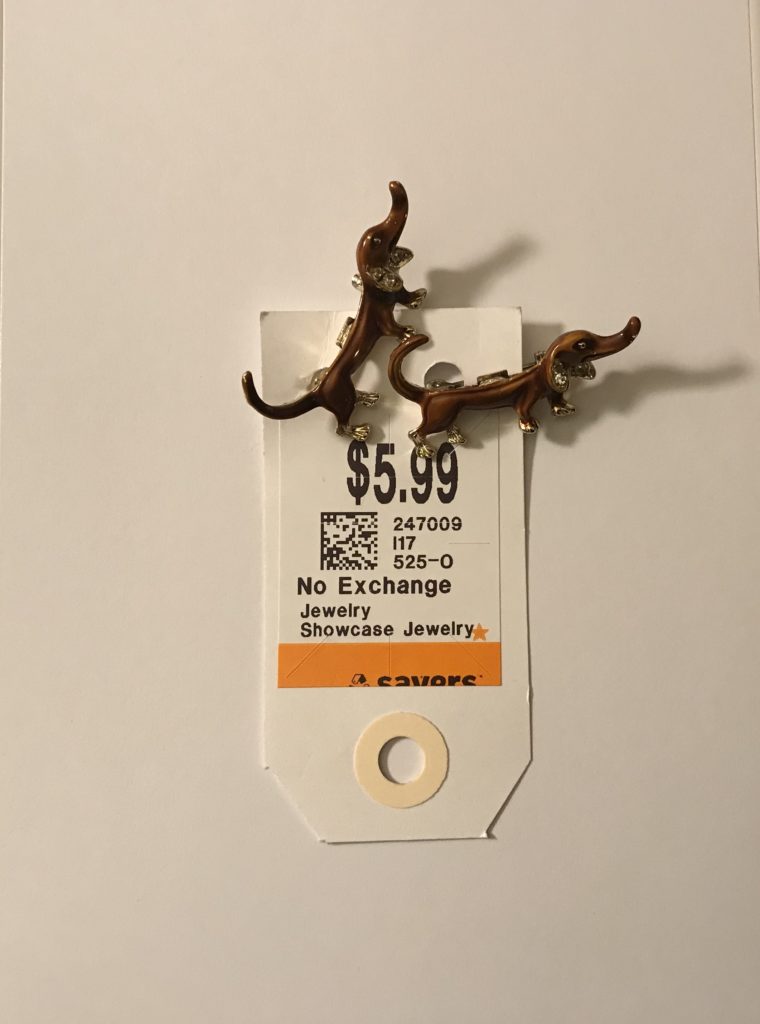 $5.99
247009
I17
525-0
No Exchange
Jewelry
Showcase Jewelry
savers